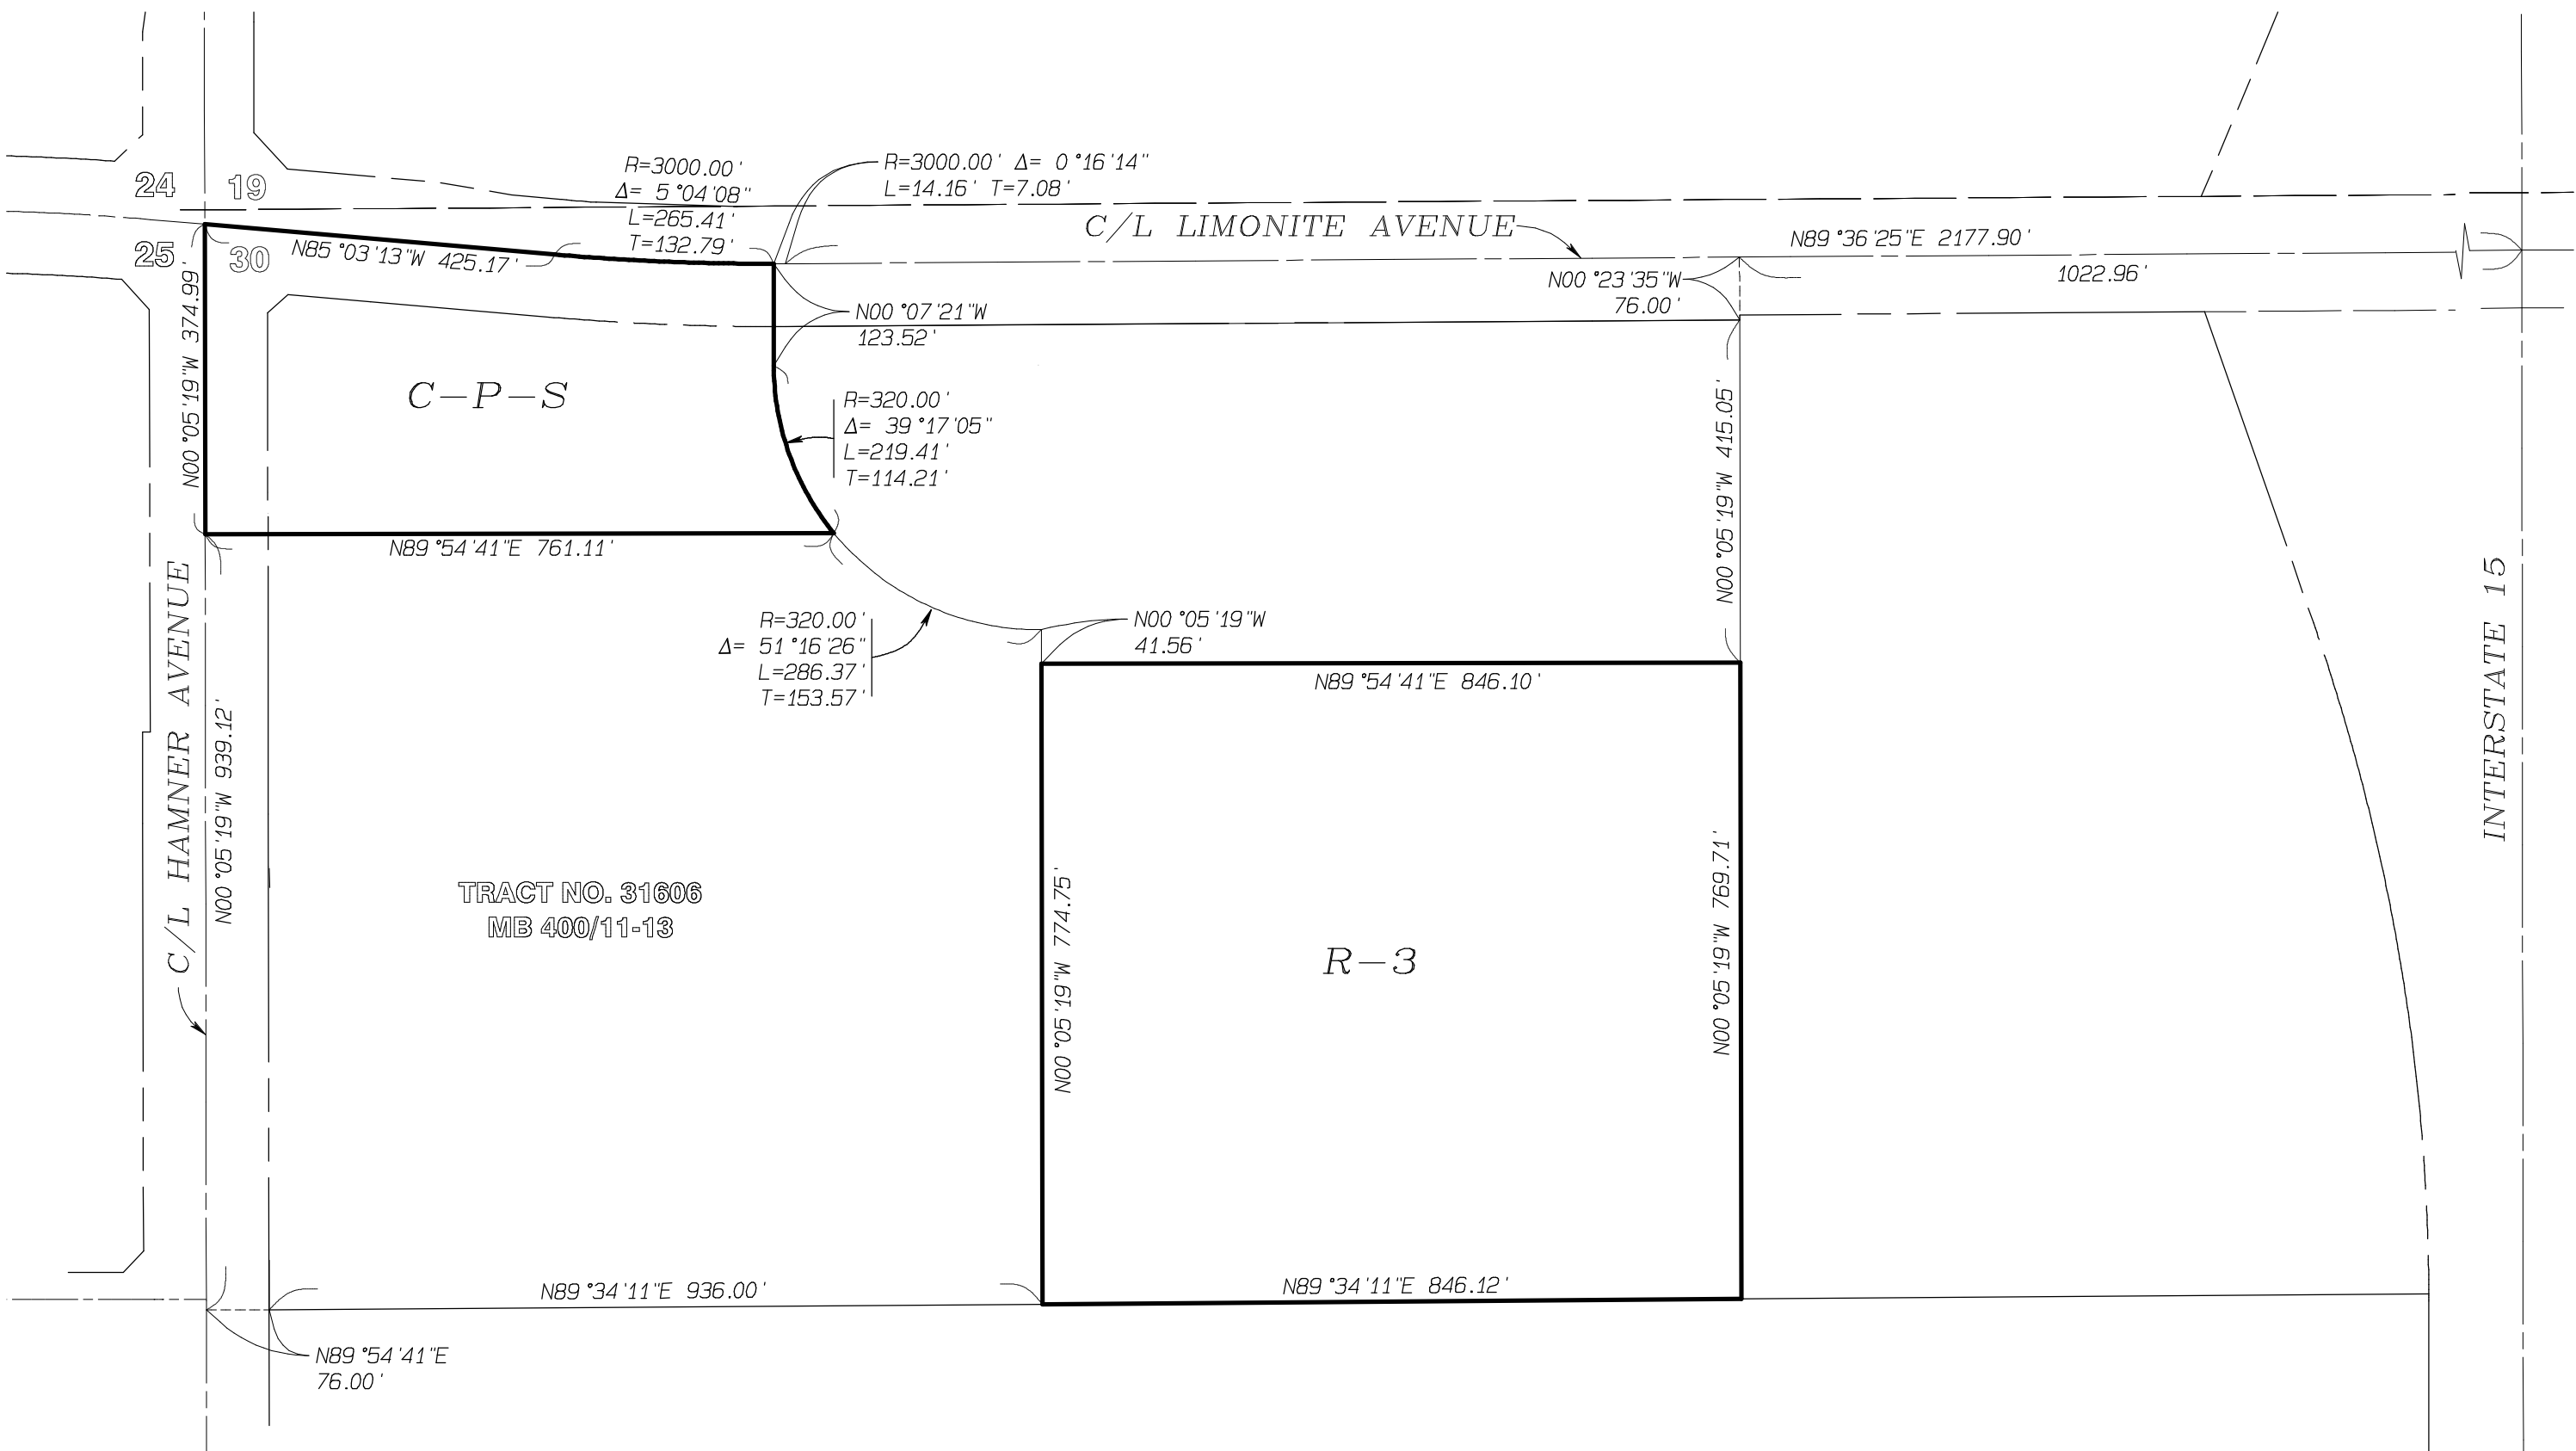 24
19
25
30
R=3000.00'
Δ= 5°04'08"
L=265.41'
T=132.79'
R=3000.00' Δ= 0°16'14"
L=14.16' T=7.08'
C/L LIMONITE AVENUE
N89°36'25"E 2177.90'
1022.96'
N85°03'13"W 425.17'
N00°23'35"W
76.00'
N00°07'21"W
123.52'
N00°05'19"W 374.99'
C-P-S
R=320.00'
Δ= 39°17'05"
L=219.41'
T=114.21'
N00°05'19"W 415.05'
N89°54'41"E 761.11'
R=320.00'
Δ= 51°16'26"
L=286.37'
T=153.57'
N00°05'19"W
41.56'
N89°54'41"E 846.10'
C/L HAMNER AVENUE
N00°05'19"W 939.12'
INTERSTATE 15
TRACT NO. 31606
MB 400/11-13
N00°05'19"W 774.75'
R-3
N00°05'19"W 769.71'
N89°34'11"E 936.00'
N89°34'11"E 846.12'
N89°54'41"E
76.00'